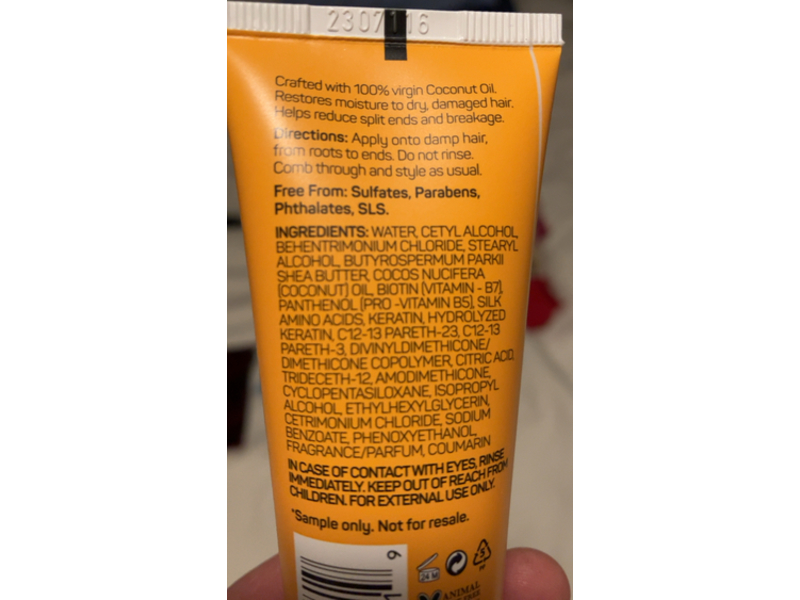 2307116
Crafted with 100% virgin Coconut Oil.
Restores moisture to dry, damaged hair.
Helps reduce split ends and breakage.
Directions: Apply onto damp hair,
from roots to ends. Do not rinse.
Comb through and style as usual.
Free From: Sulfates, Parabens,
Phthalates, SLS.
INGREDIENTS: WATER, CETYL ALCOHOL,
BEHENTRIMONIUM CHLORIDE, STEARYL
ALCOHOL, BUTYROSPERMUM PARKII
SHEA BUTTER, COCOS NUCIFERA
(COCONUT) OIL, BIOTIN (VITAMIN - B7),
PANTHENOL (PRO -VITAMIN B5), SILK
AMINO ACIDS, KERATIN, HYDROLYZED
KERATIN, C12-13 PARETH-23, C12-13
PARETH-3, DIVINYLDIMETHICONE/
DIMETHICONE COPOLYMER, CITRIC ACID,
TRIDECETH-12, AMODIMETHICONE,
CYCLOPENTASILOXANE, ISOPROPYL
ALCOHOL, ETHYLHEXYLGLYCERIN,
CETRIMONIUM CHLORIDE, SODIUM
BENZOATE, PHENOXYETHANOL,
FRAGRANCE/PARFUM, COUMARIN
IN CASE OF CONTACT WITH EYES, RINSE
IMMEDIATELY. KEEP OUT OF REACH FROM
CHILDREN. FOR EXTERNAL USE ONLY.
*Sample only. Not for resale.
6
24 M
5
PP
ANIMAL